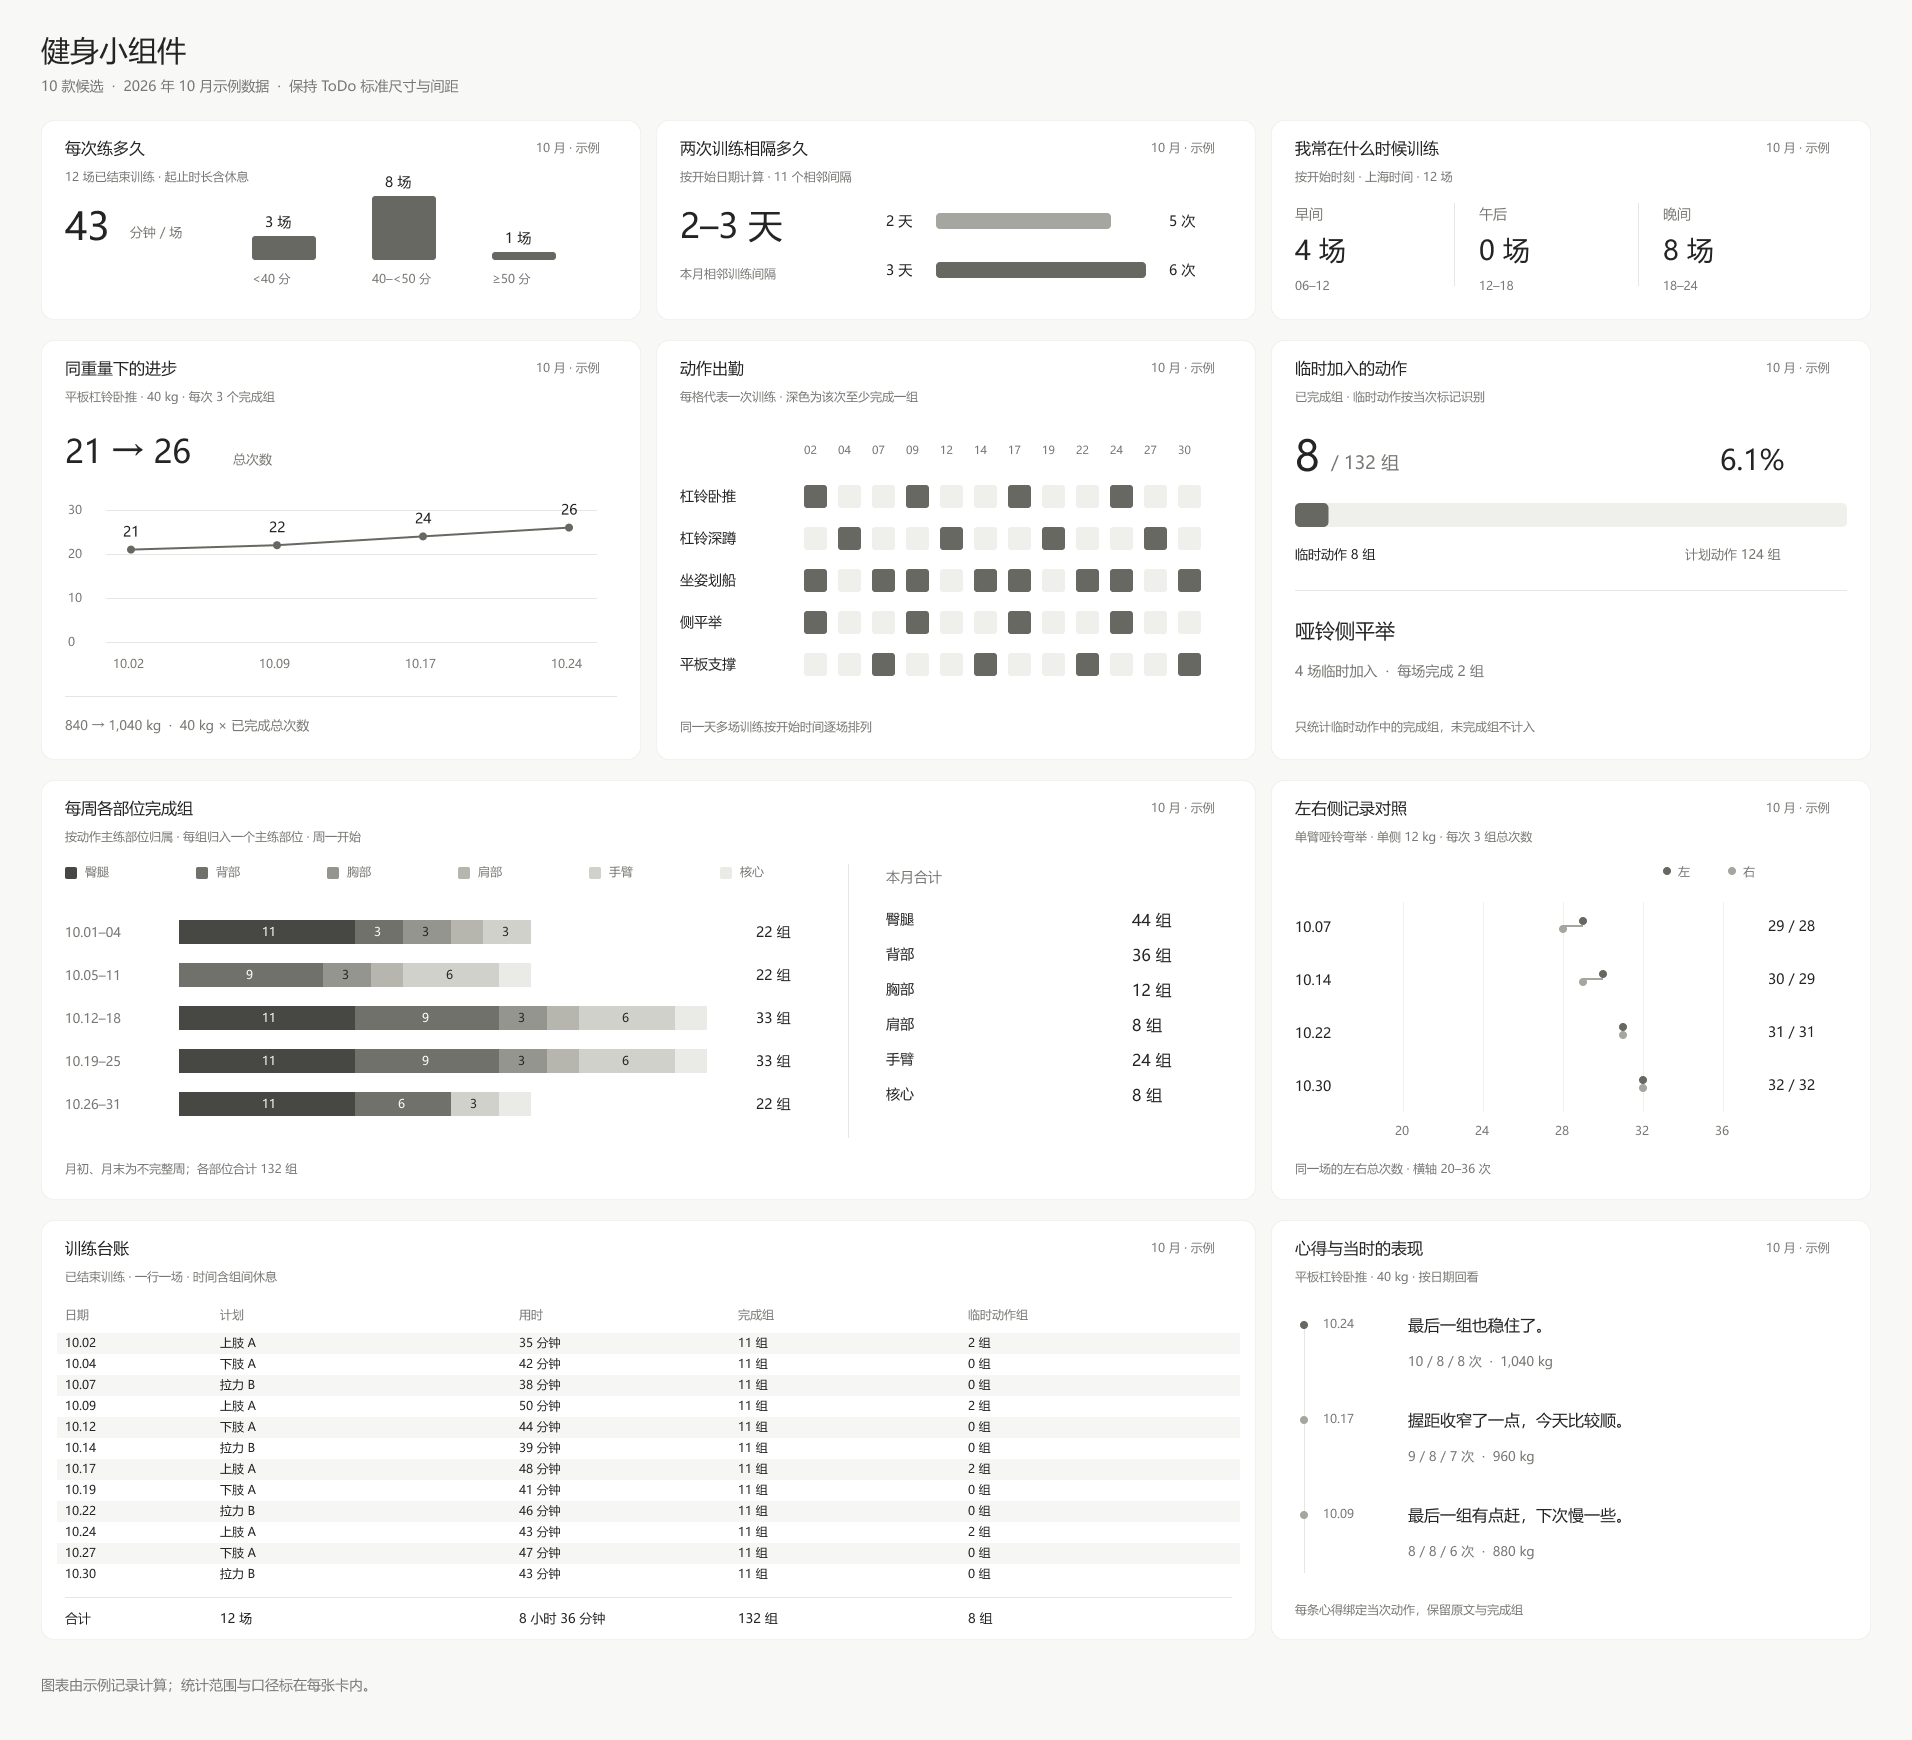 健身小组件
10 款候选 · 2026 年 10 月示例数据 · 保持 ToDo 标准尺寸与间距
每次练多久 10 月 · 示例
12 场已结束训练 · 起止时长含休息
43 分钟 / 场
3 场 8 场 1 场
<40 分 40–<50 分 ≥50 分
两次训练相隔多久 10 月 · 示例
按开始日期计算 · 11 个相邻间隔
2–3 天
本月相邻训练间隔
2 天 5 次
3 天 6 次
我常在什么时候训练 10 月 · 示例
按开始时刻 · 上海时间 · 12 场
早间 午后 晚间
4 场 0 场 8 场
06–12 12–18 18–24
同重量下的进步 10 月 · 示例
平板杠铃卧推 · 40 kg · 每次 3 个完成组
21 → 26 总次数
30
20
10
0
21 22 24 26
10.02 10.09 10.17 10.24
840 → 1,040 kg · 40 kg × 已完成总次数
动作出勤 10 月 · 示例
每格代表一次训练 · 深色为该次至少完成一组
02 04 07 09 12 14 17 19 22 24 27 30
杠铃卧推
杠铃深蹲
坐姿划船
侧平举
平板支撑
同一天多场训练按开始时间逐场排列
临时加入的动作 10 月 · 示例
已完成组 · 临时动作按当次标记识别
8 / 132 组 6.1%
临时动作 8 组 计划动作 124 组
哑铃侧平举
4 场临时加入 · 每场完成 2 组
只统计临时动作中的完成组，未完成组不计入
每周各部位完成组 10 月 · 示例
按动作主练部位归属 · 每组归入一个主练部位 · 周一开始
臀腿 背部 胸部 肩部 手臂 核心
10.01–04 11 3 3 3 22 组
10.05–11 9 3 6 22 组
10.12–18 11 9 3 6 33 组
10.19–25 11 9 3 6 33 组
10.26–31 11 6 3 22 组
月初、月末为不完整周；各部位合计 132 组
本月合计
臀腿 44 组
背部 36 组
胸部 12 组
肩部 8 组
手臂 24 组
核心 8 组
左右侧记录对照 10 月 · 示例
单臂哑铃弯举 · 单侧 12 kg · 每次 3 组总次数
左 右
10.07 29 / 28
10.14 30 / 29
10.22 31 / 31
10.30 32 / 32
20 24 28 32 36
同一场的左右总次数 · 横轴 20–36 次
训练台账 10 月 · 示例
已结束训练 · 一行一场 · 时间含组间休息
日期 计划 用时 完成组 临时动作组
10.02 上肢 A 35 分钟 11 组 2 组
10.04 下肢 A 42 分钟 11 组 0 组
10.07 拉力 B 38 分钟 11 组 0 组
10.09 上肢 A 50 分钟 11 组 2 组
10.12 下肢 A 44 分钟 11 组 0 组
10.14 拉力 B 39 分钟 11 组 0 组
10.17 上肢 A 48 分钟 11 组 2 组
10.19 下肢 A 41 分钟 11 组 0 组
10.22 拉力 B 46 分钟 11 组 0 组
10.24 上肢 A 43 分钟 11 组 2 组
10.27 下肢 A 47 分钟 11 组 0 组
10.30 拉力 B 43 分钟 11 组 0 组
合计 12 场 8 小时 36 分钟 132 组 8 组
心得与当时的表现 10 月 · 示例
平板杠铃卧推 · 40 kg · 按日期回看
10.24 最后一组也稳住了。
10 / 8 / 8 次 · 1,040 kg
10.17 握距收窄了一点，今天比较顺。
9 / 8 / 7 次 · 960 kg
10.09 最后一组有点赶，下次慢一些。
8 / 8 / 6 次 · 880 kg
每条心得绑定当次动作，保留原文与完成组
图表由示例记录计算；统计范围与口径标在每张卡内。